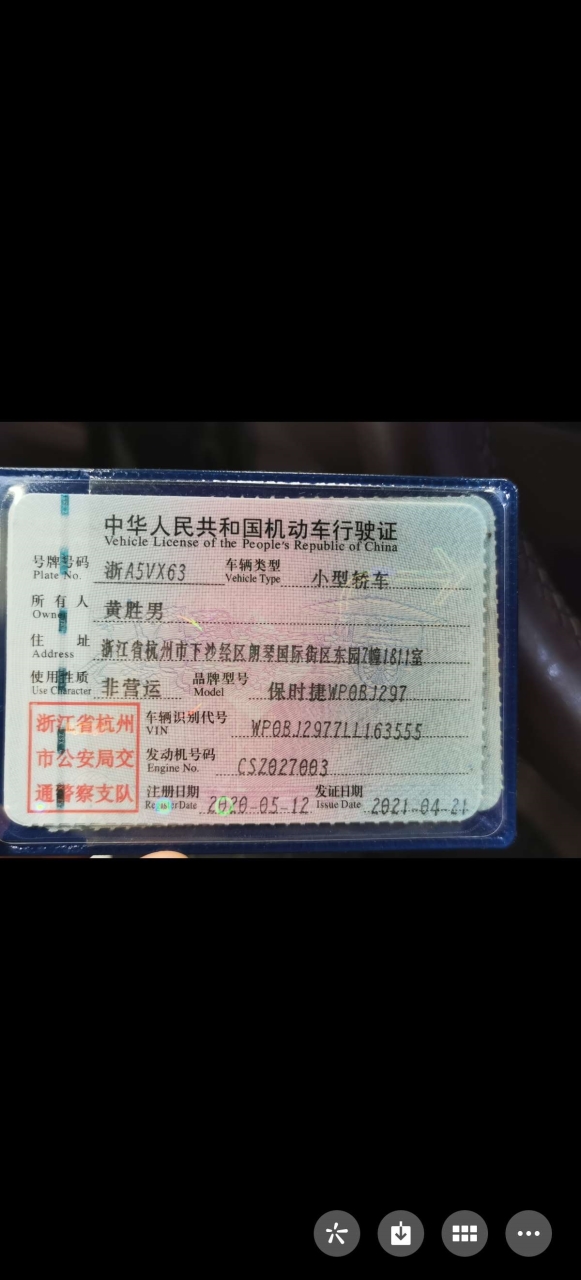 中华人民共和国机动车行驶证
Vehicle License of the People's Republic of China
号牌号码 浙A5VX63 车辆类型 小型轿车
Plate No. Vehicle Type
所有人 黄胜男
Owner
住址 浙江省杭州市下沙经区朗琴国际街区东园7幢1811室
Address
使用性质 非营运 品牌型号 保时捷WP0BJ297
Use Character Model
浙江省杭州
市公安局交
通警察支队
车辆识别代号 WP0BJ2977LL163555
VIN
发动机号码 CSZ027003
Engine No.
注册日期 2020-05-12 发证日期 2021-04-21
Register Date Issue Date